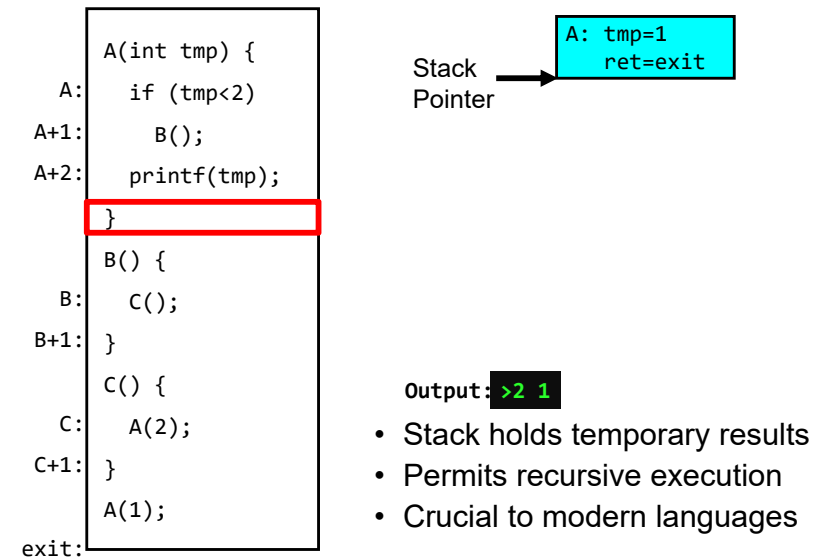 A(int tmp) {
A: if (tmp<2)
A+1: B();
A+2: printf(tmp);
}
B() {
B: C();
B+1: }
C() {
C: A(2);
C+1: }
A(1);
exit:
A: tmp=1
ret=exit
Stack
Pointer
Output: >2 1
• Stack holds temporary results
• Permits recursive execution
• Crucial to modern languages